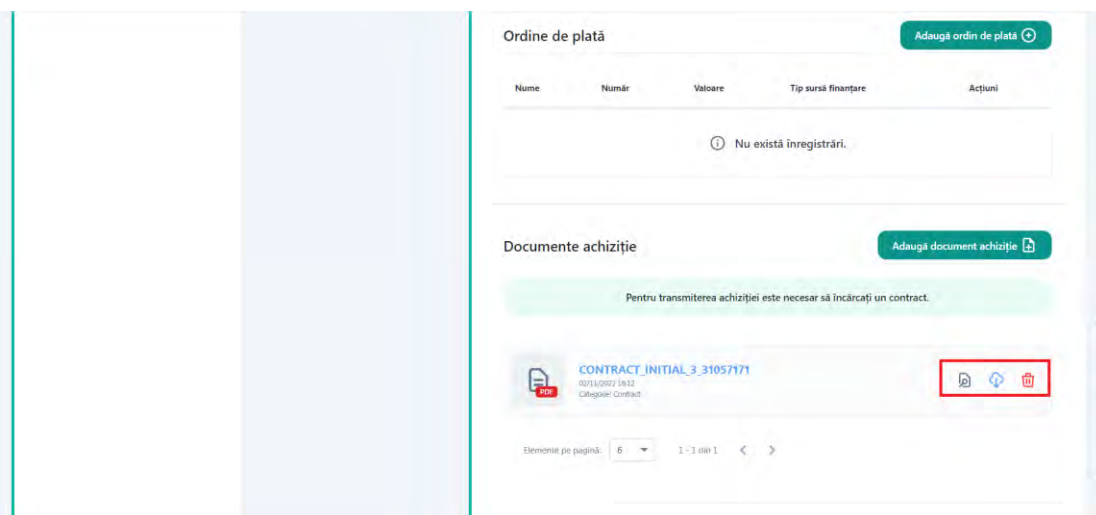 Ordine de plată
Adaugă ordin de plată
Nume Număr Valoare Tip sursă finanțare Acțiuni
Nu există înregistrări.
Documente achiziție
Adaugă document achiziție
Pentru transmiterea achiziției este necesar să încărcați un contract.
CONTRACT_INITIAL_3_31057171
PDF
02/11/2022 16:12
Categorie: Contract
Elemente pe pagină: 6 1 - 1 din 1